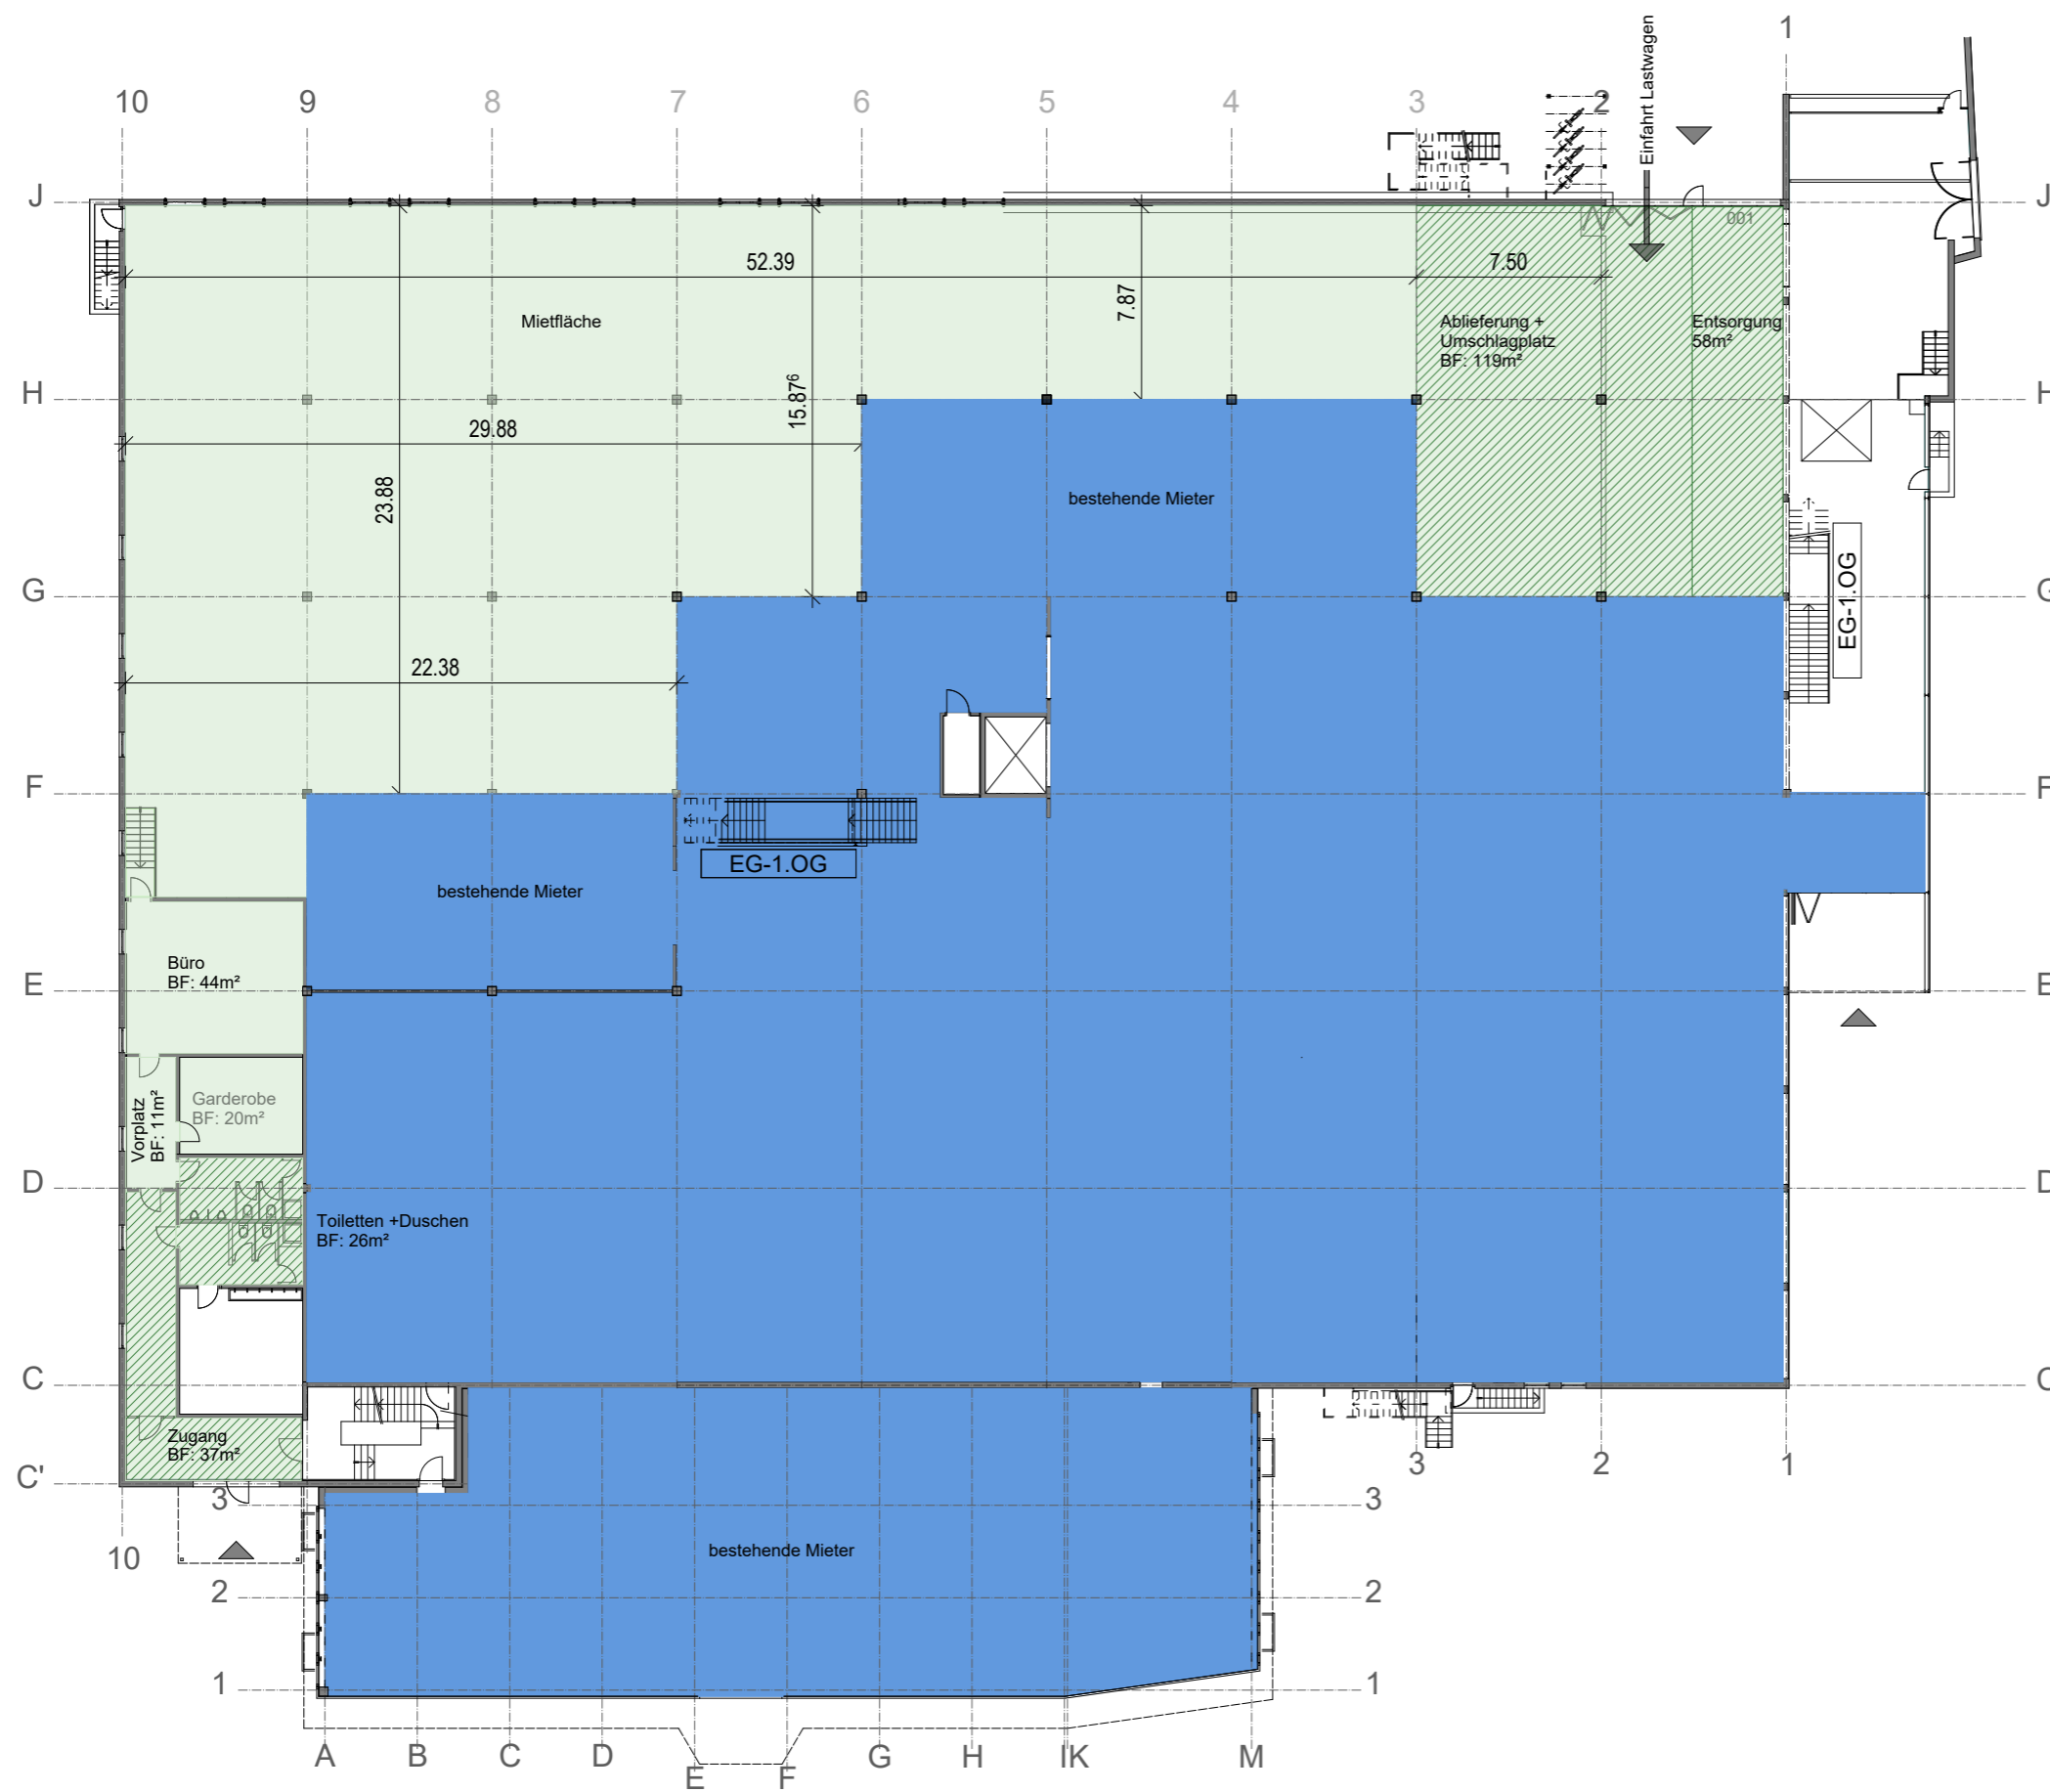 1
Einfahrt Lastwagen
10
9
8
7
6
5
4
3
2
J
J
001
52.39
7.50
7.87
Mietfläche
Ablieferung +
Umschlagplatz
BF: 119m²
Entsorgung
58m²
H
H
15.87⁶
29.88
23.88
bestehende Mieter
G
G
EG-1.OG
22.38
F
F
EG-1.OG
bestehende Mieter
Büro
BF: 44m²
E
E
Vorplatz
BF: 11m²
Garderobe
BF: 20m²
D
D
Toiletten +Duschen
BF: 26m²
C
C
Zugang
BF: 37m²
C'
3
2
1
3
3
10
bestehende Mieter
2
2
1
1
A
B
C
D
E
F
G
H
IK
M